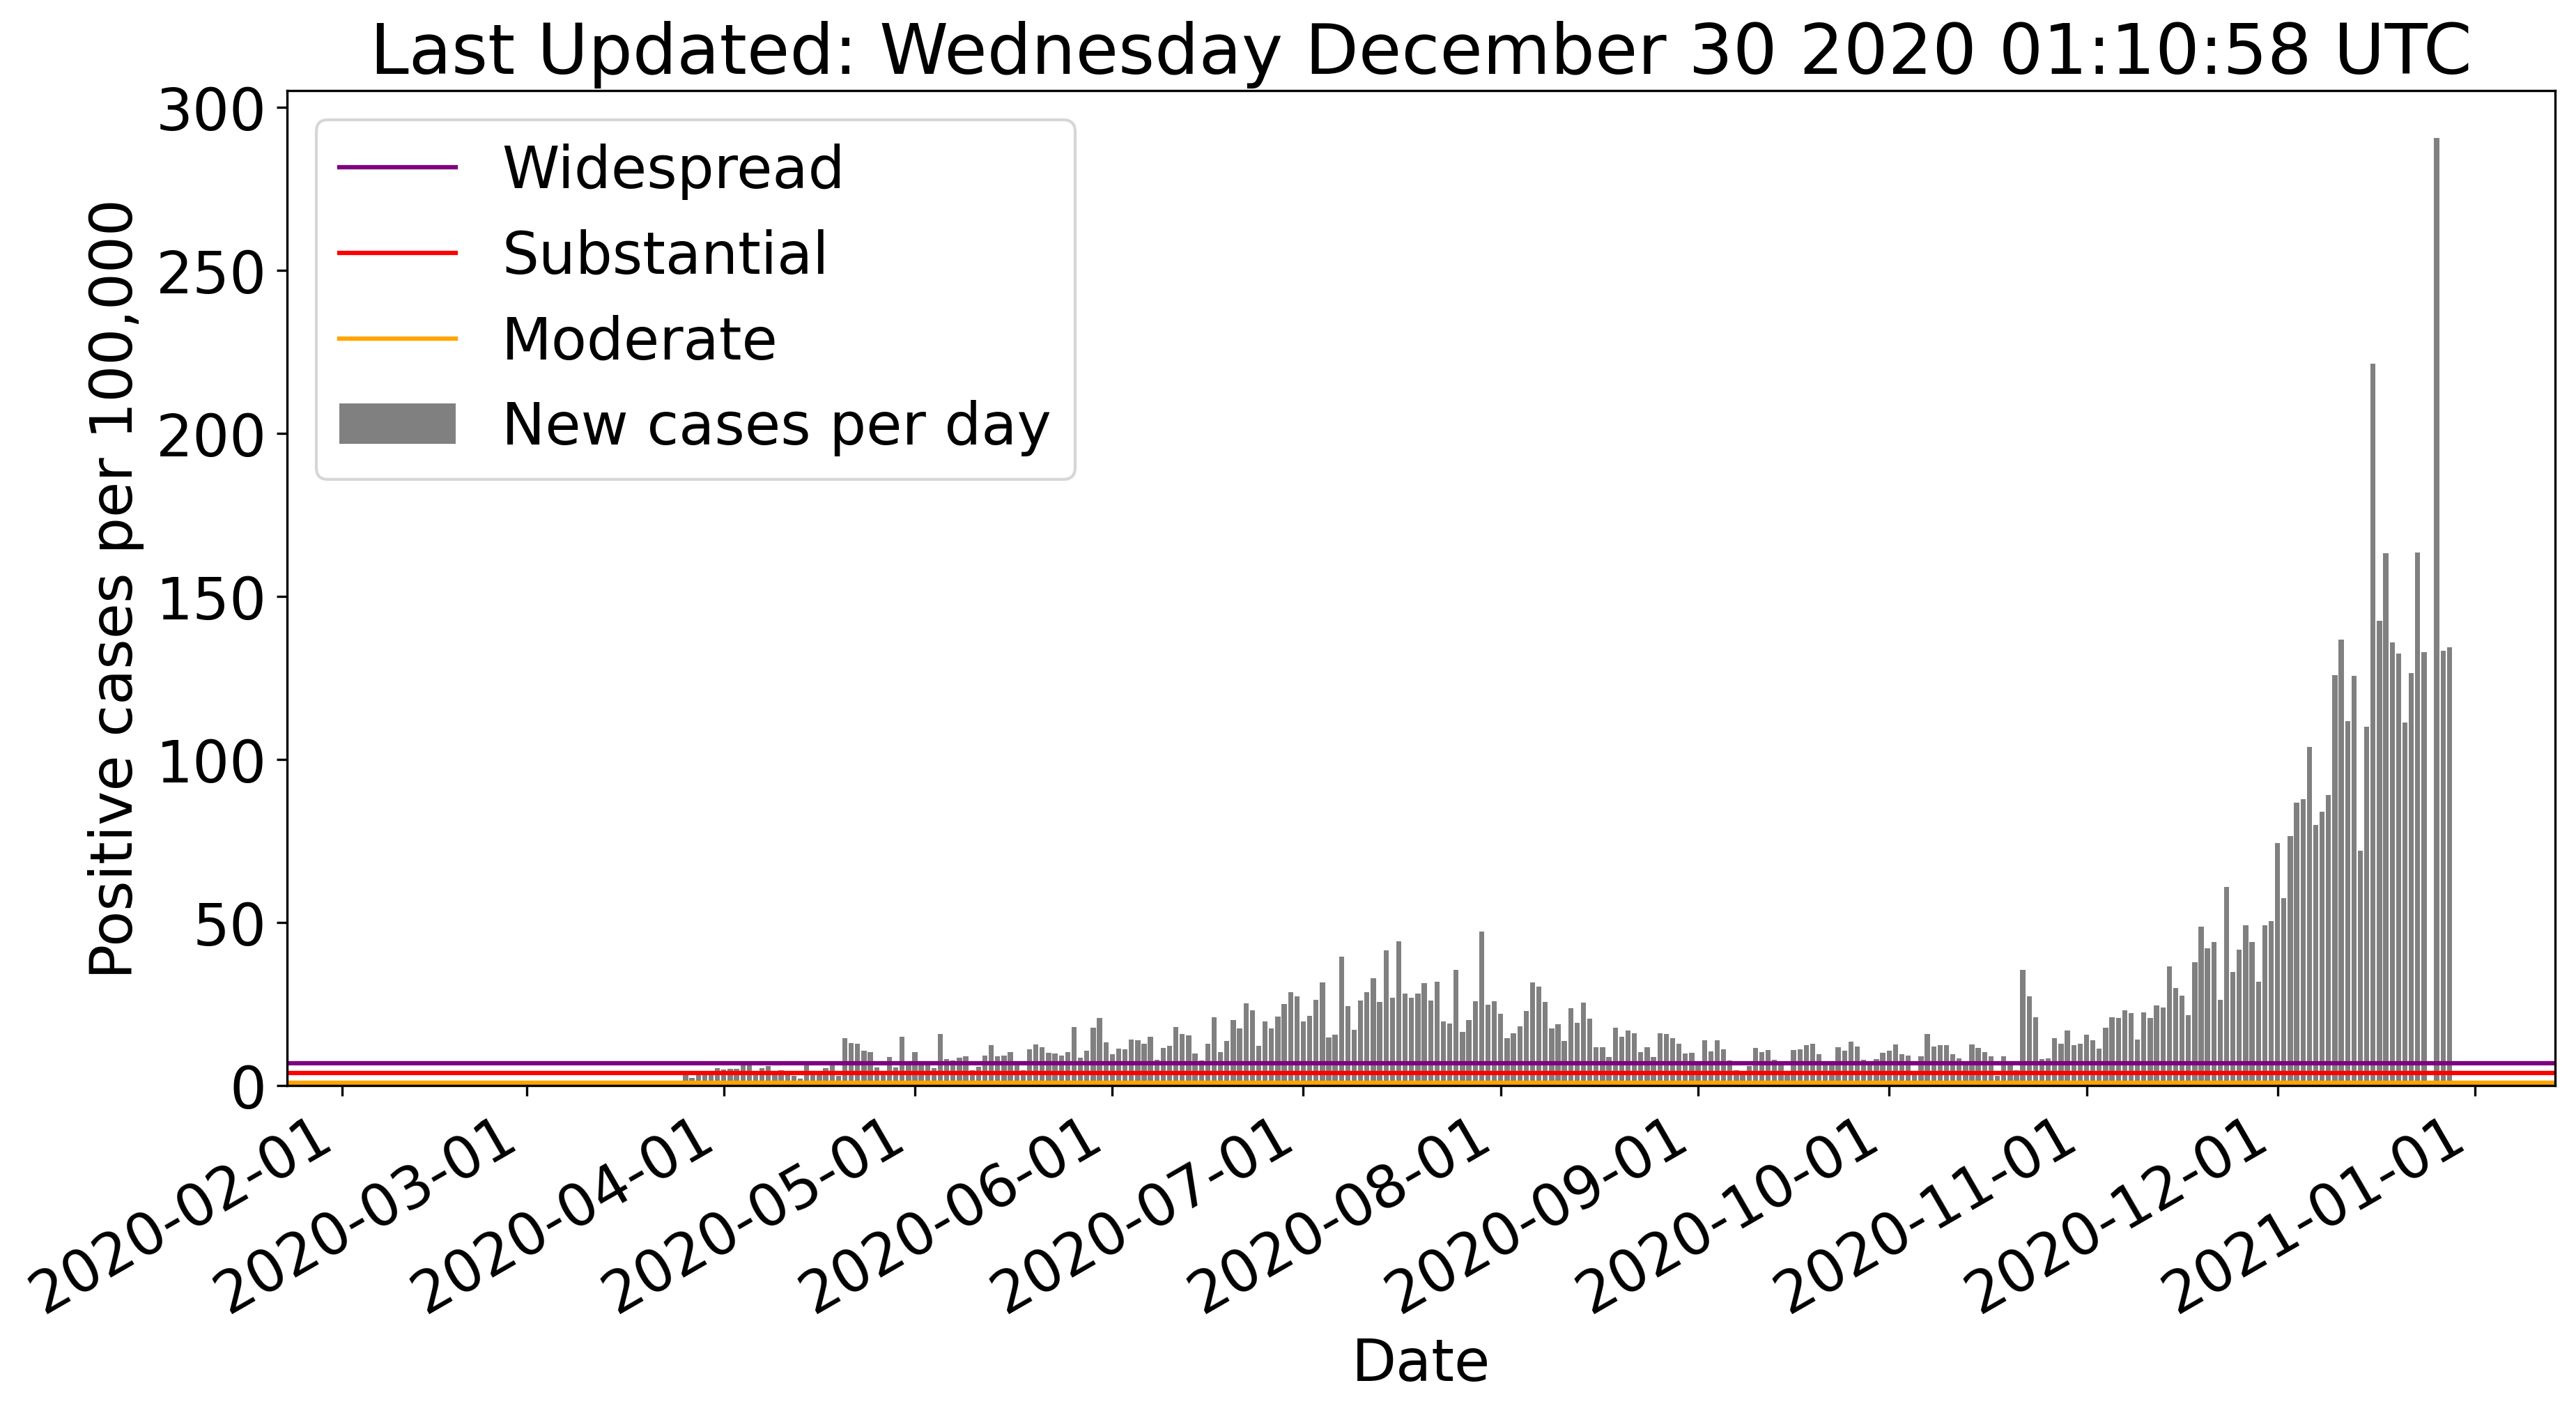 Last Updated: Wednesday December 30 2020 01:10:58 UTC
Positive cases per 100,000
300
250
200
150
100
50
0
Widespread
Substantial
Moderate
New cases per day
2020-02-01
2020-03-01
2020-04-01
2020-05-01
2020-06-01
2020-07-01
2020-08-01
2020-09-01
2020-10-01
2020-11-01
2020-12-01
2021-01-01
Date